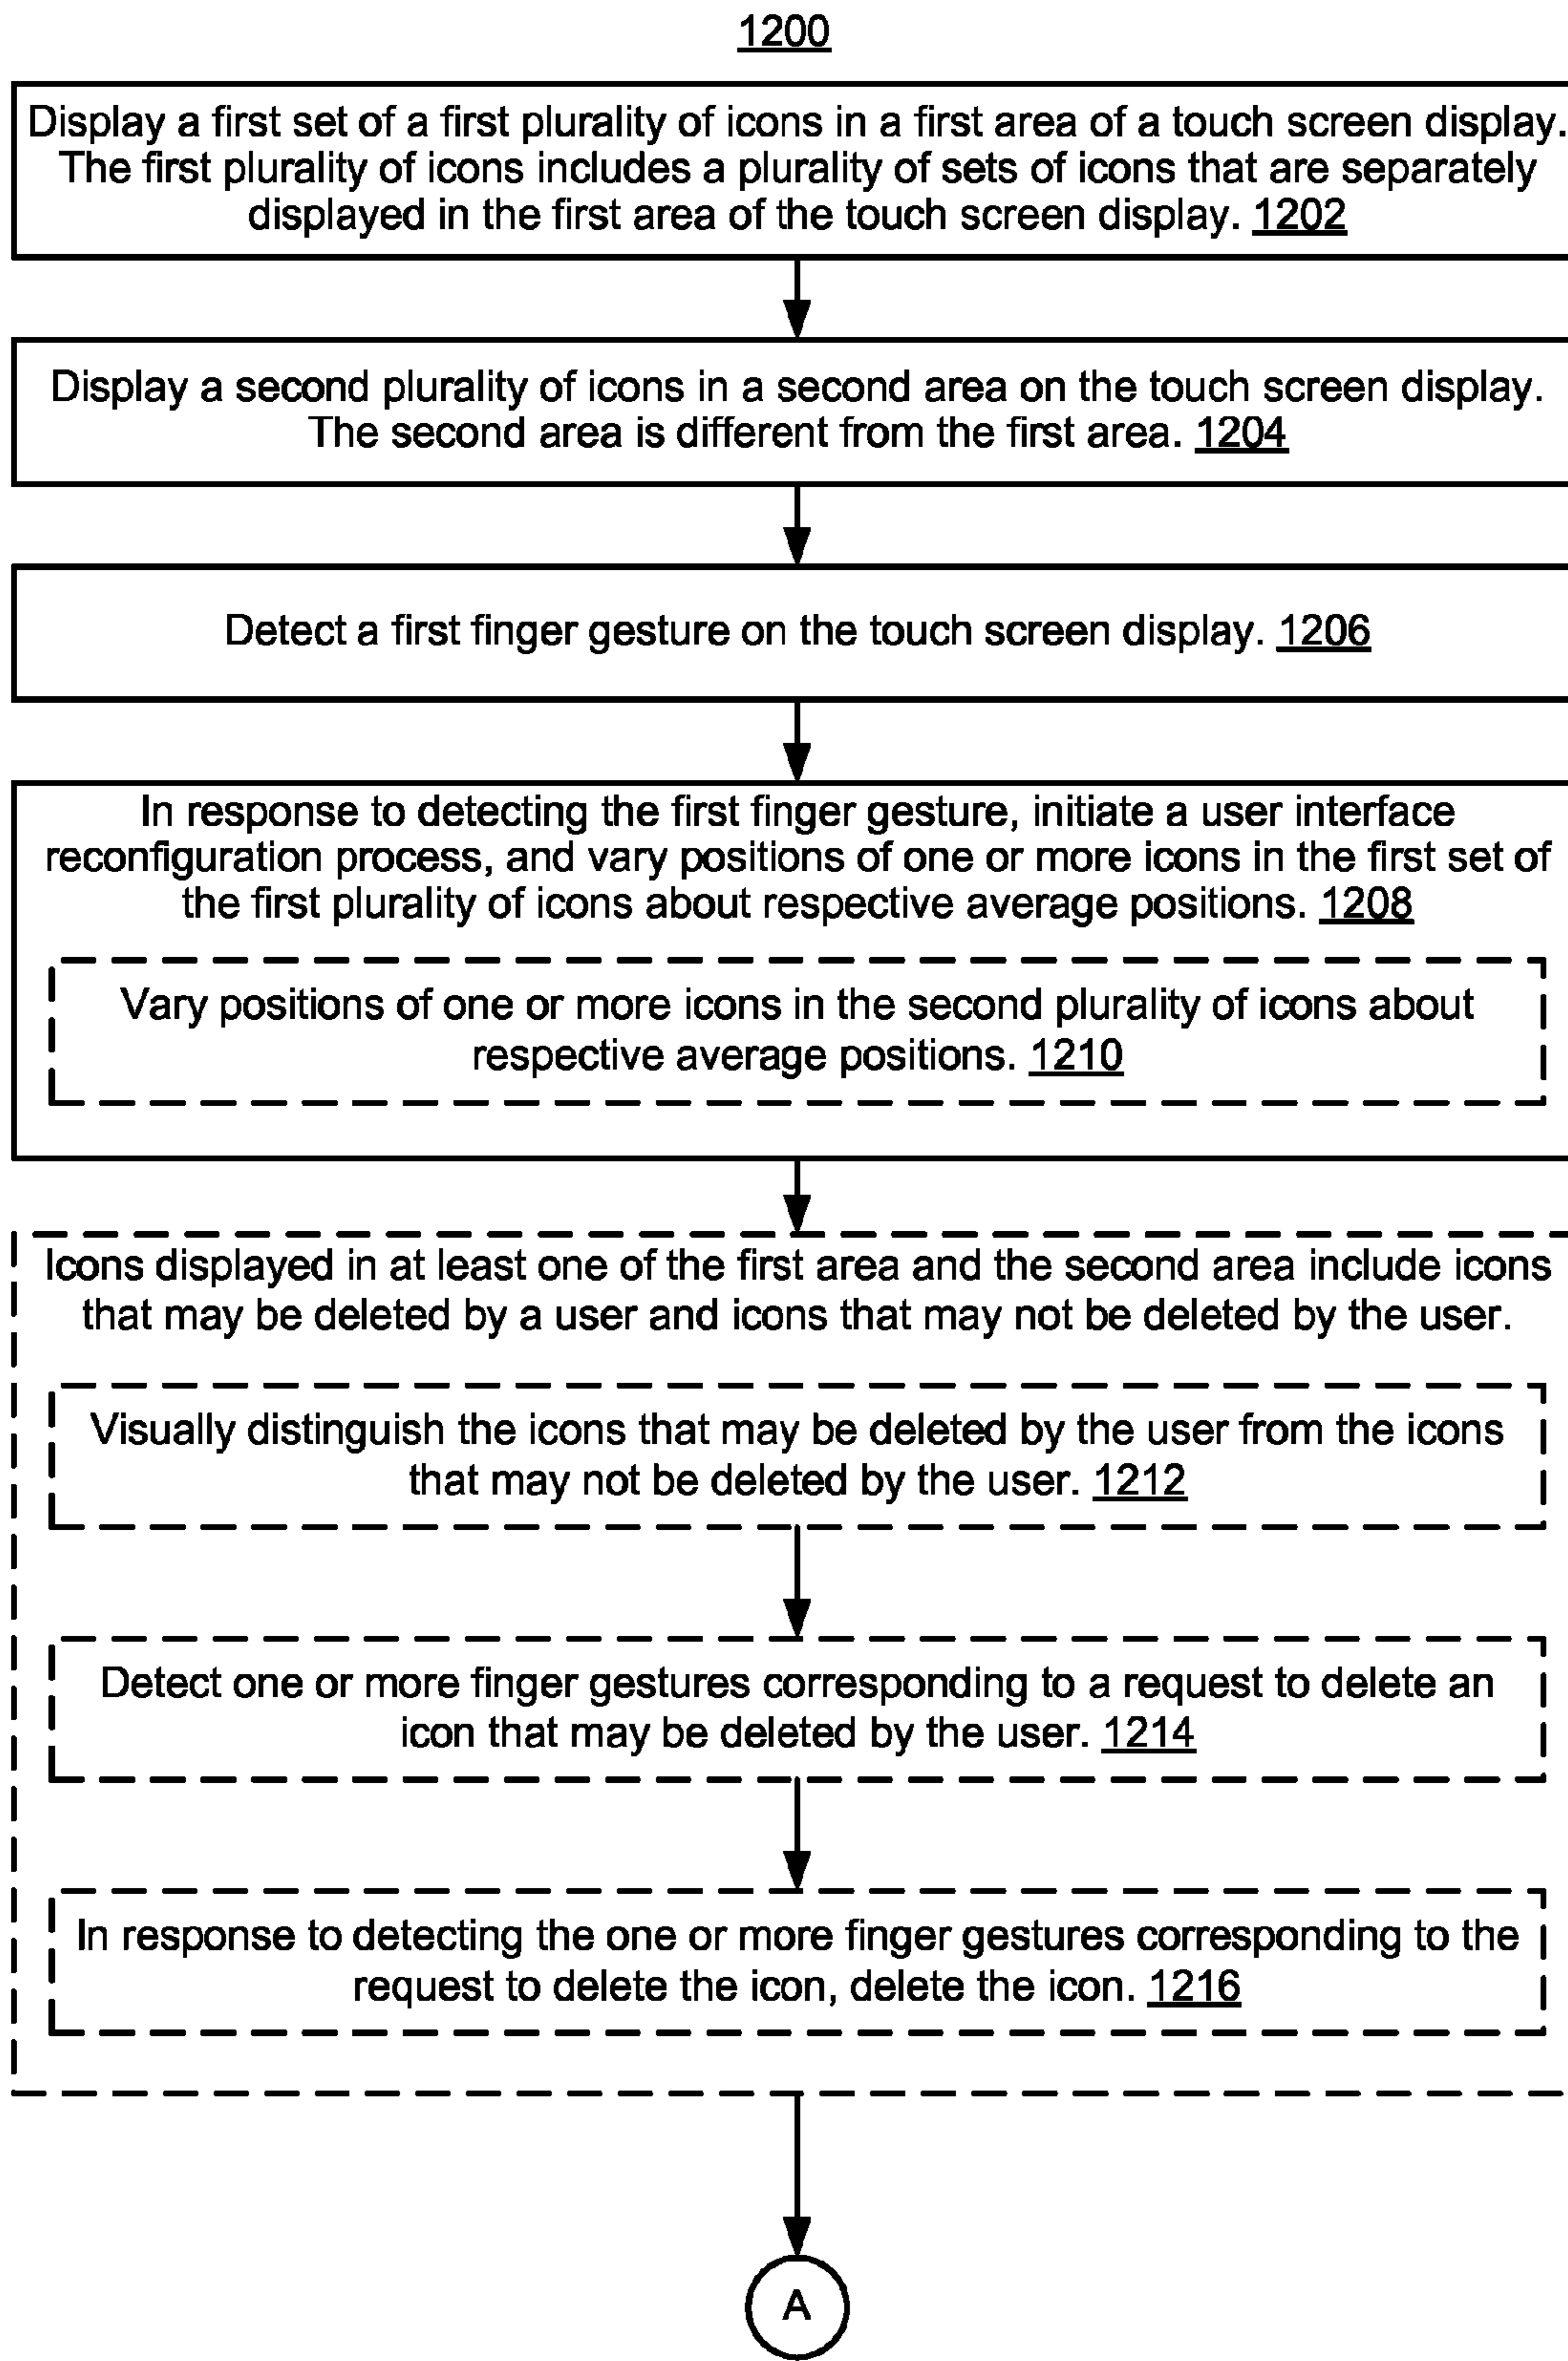 1200
Display a first set of a first plurality of icons in a first area of a touch screen display.
The first plurality of icons includes a plurality of sets of icons that are separately
displayed in the first area of the touch screen display. 1202
Display a second plurality of icons in a second area on the touch screen display.
The second area is different from the first area. 1204
Detect a first finger gesture on the touch screen display. 1206
In response to detecting the first finger gesture, initiate a user interface
reconfiguration process, and vary positions of one or more icons in the first set of
the first plurality of icons about respective average positions. 1208
Vary positions of one or more icons in the second plurality of icons about
respective average positions. 1210
Icons displayed in at least one of the first area and the second area include icons
that may be deleted by a user and icons that may not be deleted by the user.
Visually distinguish the icons that may be deleted by the user from the icons
that may not be deleted by the user. 1212
Detect one or more finger gestures corresponding to a request to delete an
icon that may be deleted by the user. 1214
In response to detecting the one or more finger gestures corresponding to the
request to delete the icon, delete the icon. 1216
A